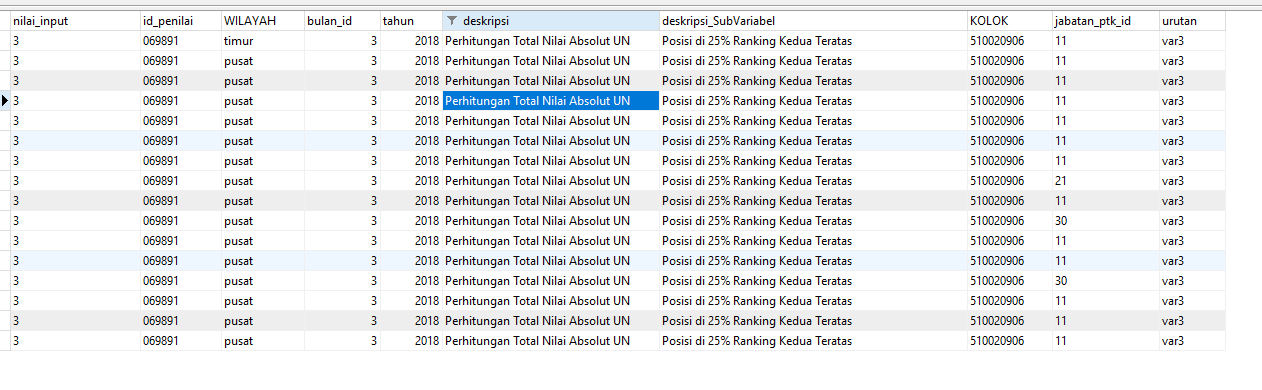 nilai_input id_penilai WILAYAH bulan_id tahun deskripsi deskripsi_SubVariabel KOLOK jabatan_ptk_id urutan
3 069891 timur 3 2018 Perhitungan Total Nilai Absolut UN Posisi di 25% Ranking Kedua Teratas 510020906 11 var3
3 069891 pusat 3 2018 Perhitungan Total Nilai Absolut UN Posisi di 25% Ranking Kedua Teratas 510020906 11 var3
3 069891 pusat 3 2018 Perhitungan Total Nilai Absolut UN Posisi di 25% Ranking Kedua Teratas 510020906 11 var3
3 069891 pusat 3 2018 Perhitungan Total Nilai Absolut UN Posisi di 25% Ranking Kedua Teratas 510020906 11 var3
3 069891 pusat 3 2018 Perhitungan Total Nilai Absolut UN Posisi di 25% Ranking Kedua Teratas 510020906 11 var3
3 069891 pusat 3 2018 Perhitungan Total Nilai Absolut UN Posisi di 25% Ranking Kedua Teratas 510020906 11 var3
3 069891 pusat 3 2018 Perhitungan Total Nilai Absolut UN Posisi di 25% Ranking Kedua Teratas 510020906 11 var3
3 069891 pusat 3 2018 Perhitungan Total Nilai Absolut UN Posisi di 25% Ranking Kedua Teratas 510020906 21 var3
3 069891 pusat 3 2018 Perhitungan Total Nilai Absolut UN Posisi di 25% Ranking Kedua Teratas 510020906 11 var3
3 069891 pusat 3 2018 Perhitungan Total Nilai Absolut UN Posisi di 25% Ranking Kedua Teratas 510020906 30 var3
3 069891 pusat 3 2018 Perhitungan Total Nilai Absolut UN Posisi di 25% Ranking Kedua Teratas 510020906 11 var3
3 069891 pusat 3 2018 Perhitungan Total Nilai Absolut UN Posisi di 25% Ranking Kedua Teratas 510020906 11 var3
3 069891 pusat 3 2018 Perhitungan Total Nilai Absolut UN Posisi di 25% Ranking Kedua Teratas 510020906 30 var3
3 069891 pusat 3 2018 Perhitungan Total Nilai Absolut UN Posisi di 25% Ranking Kedua Teratas 510020906 11 var3
3 069891 pusat 3 2018 Perhitungan Total Nilai Absolut UN Posisi di 25% Ranking Kedua Teratas 510020906 11 var3
3 069891 pusat 3 2018 Perhitungan Total Nilai Absolut UN Posisi di 25% Ranking Kedua Teratas 510020906 11 var3